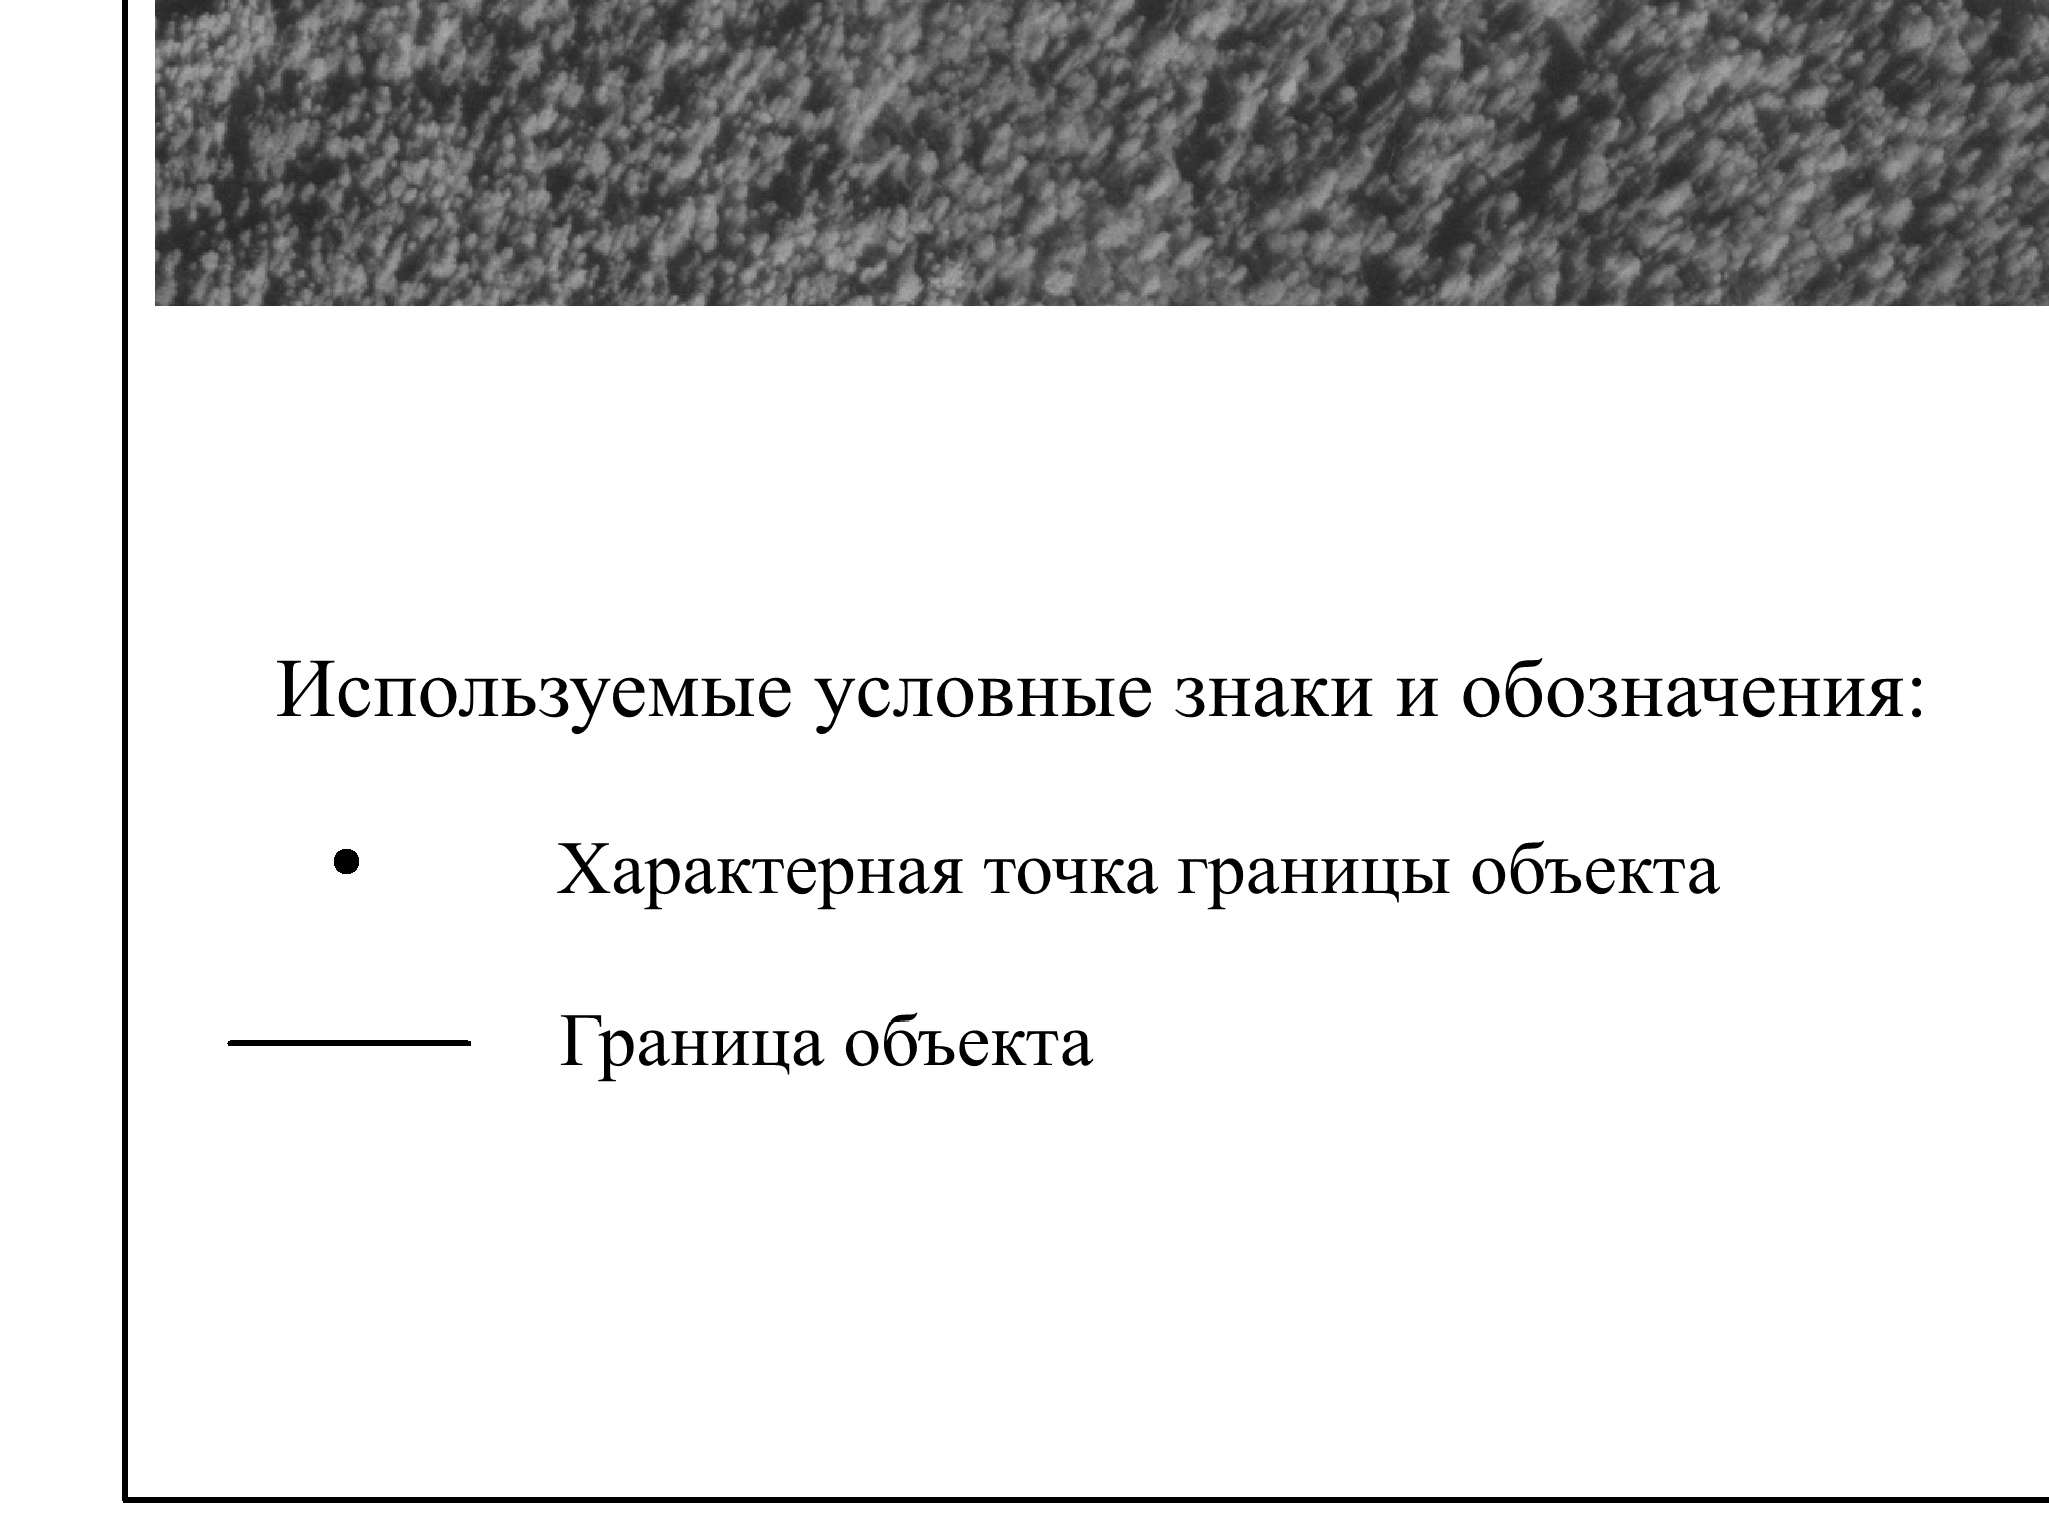 Используемые условные знаки и обозначения:
Характерная точка границы объекта
Граница объекта